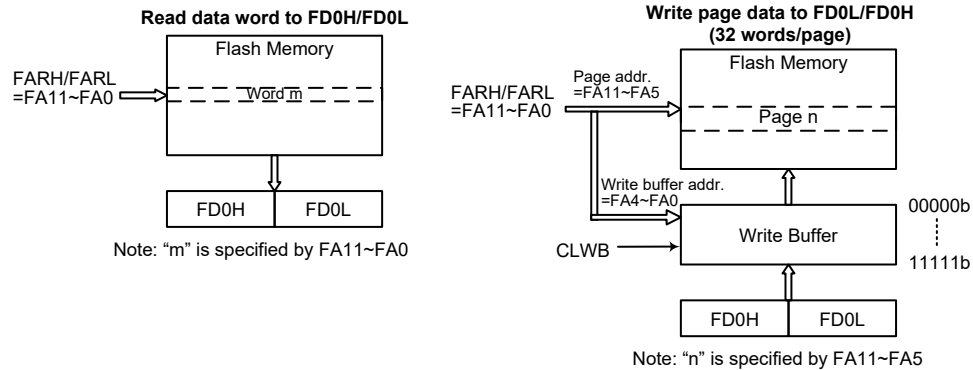 Read data word to FD0H/FD0L
Flash Memory
FARH/FARL
=FA11~FA0
Word m
FD0H
FD0L
Note: “m” is specified by FA11~FA0
Write page data to FD0L/FD0H
(32 words/page)
Flash Memory
FARH/FARL
=FA11~FA0
Page addr.
=FA11~FA5
Page n
Write buffer addr.
=FA4~FA0
CLWB
Write Buffer
00000b
11111b
FD0H
FD0L
Note: “n” is specified by FA11~FA5